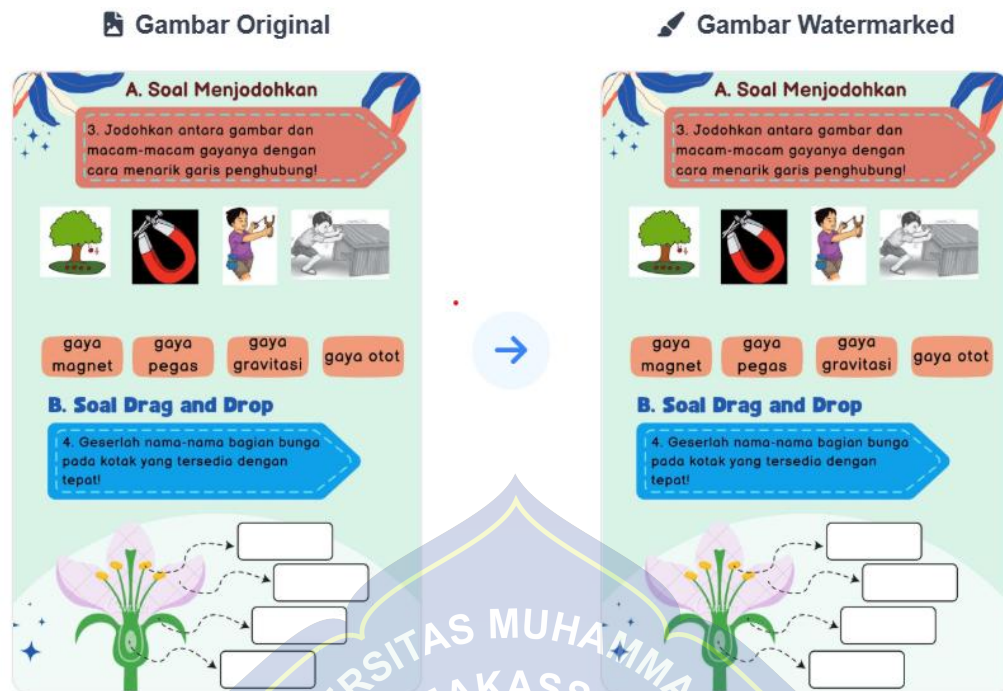 Gambar Original
A. Soal Menjodohkan
3. Jodohkan antara gambar dan
macam-macam gayanya dengan
cara menarik garis penghubung!
gaya
magnet
gaya
pegas
gaya
gravitasi
gaya otot
B. Soal Drag and Drop
4. Geserlah nama-nama bagian bunga
pada kotak yang tersedia dengan
tepat!
Gambar Watermarked
A. Soal Menjodohkan
3. Jodohkan antara gambar dan
macam-macam gayanya dengan
cara menarik garis penghubung!
gaya
magnet
gaya
pegas
gaya
gravitasi
gaya otot
B. Soal Drag and Drop
4. Geserlah nama-nama bagian bunga
pada kotak yang tersedia dengan
tepat!
RSITAS MUHAMMA
AKASS